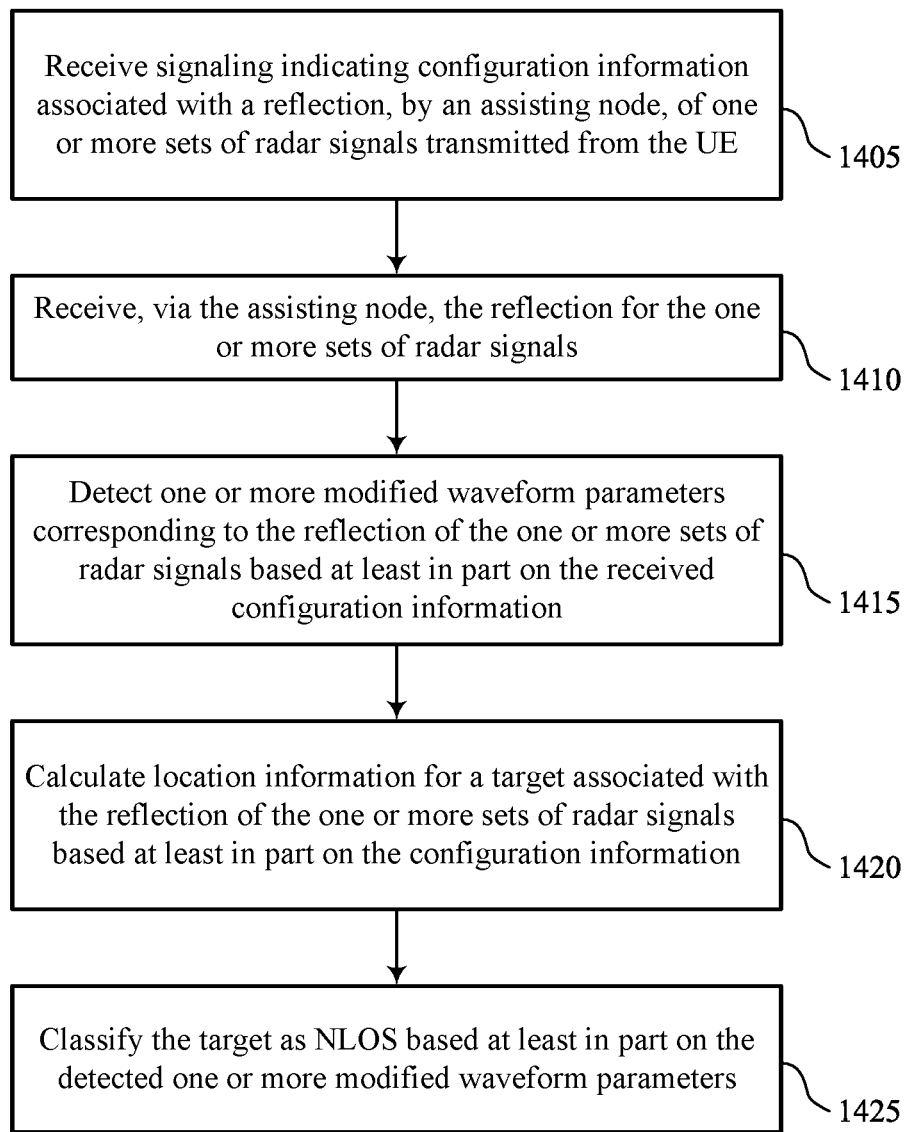 Receive signaling indicating configuration information
associated with a reflection, by an assisting node, of one
or more sets of radar signals transmitted from the UE
1405
Receive, via the assisting node, the reflection for the one
or more sets of radar signals
1410
Detect one or more modified waveform parameters
corresponding to the reflection of the one or more sets of
radar signals based at least in part on the received
configuration information
1415
Calculate location information for a target associated with
the reflection of the one or more sets of radar signals
based at least in part on the configuration information
1420
Classify the target as NLOS based at least in part on the
detected one or more modified waveform parameters
1425